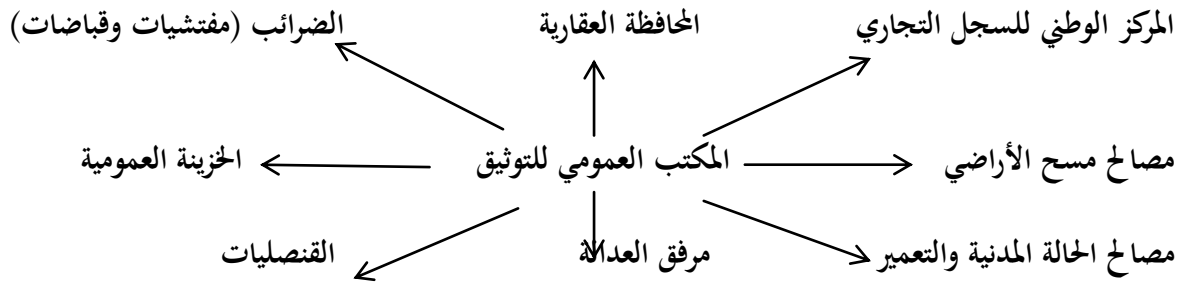 المركز الوطني للسجل التجاري المحافظة العقارية الضرائب (مفتشيات وقباضات)
مصالح مسح الأراضي المكتب العمومي للتوثيق الخزينة العمومية
مصالح الحالة المدنية والتعمير مرفق العدالة القنصليات